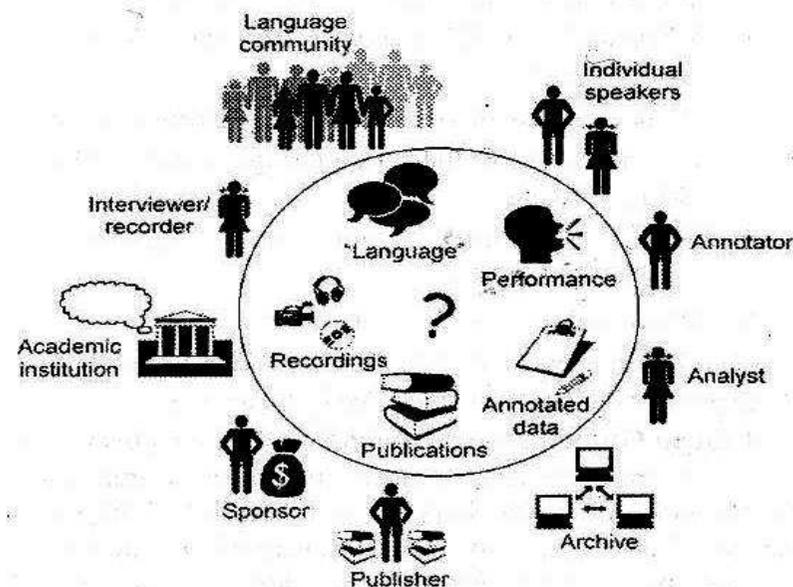 Language
community
Individual
speakers
Interviewer/
recorder
"Language"
Performance
Annotator
?
Academic
institution
Recordings
Annotated
data
Analyst
Publications
$
Sponsor
Archive
Publisher